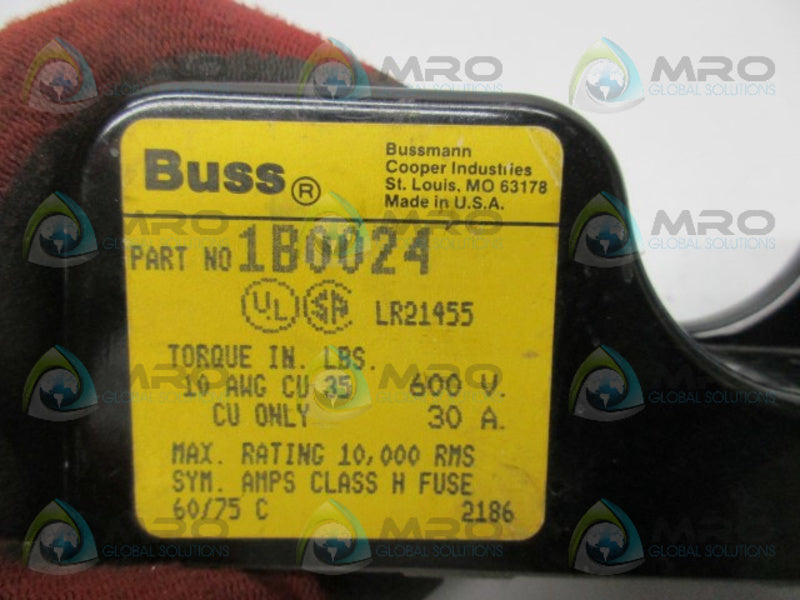 Buss®
Bussmann
Cooper Industries
St. Louis, MO 63178
Made in U.S.A.
PART NO 1B0024
UL SA LR21455
TORQUE IN. LBS.
10 AWG CU 35 600 V.
CU ONLY 30 A.
MAX. RATING 10,000 RMS
SYM. AMPS CLASS H FUSE
60/75 C 2186
MRO
GLOBAL SOLUTIONS